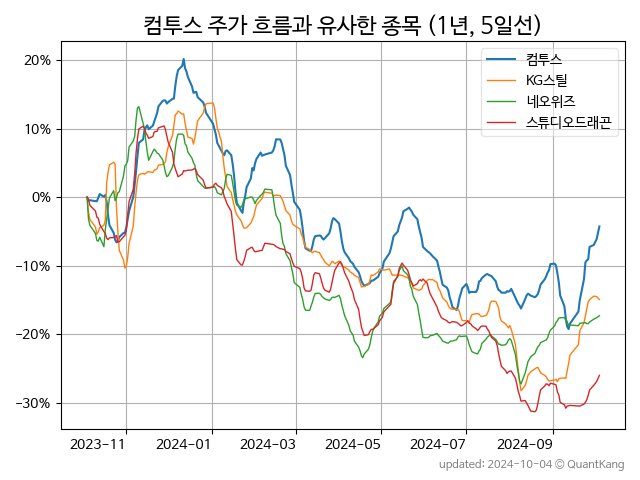 컴투스 주가 흐름과 유사한 종목 (1년, 5일선)
컴투스
KG스틸
네오위즈
스튜디오드래곤
20%
10%
0%
−10%
−20%
−30%
2023−11
2024−01
2024−03
2024−05
2024−07
2024−09
updated: 2024-10-04 © QuantKang